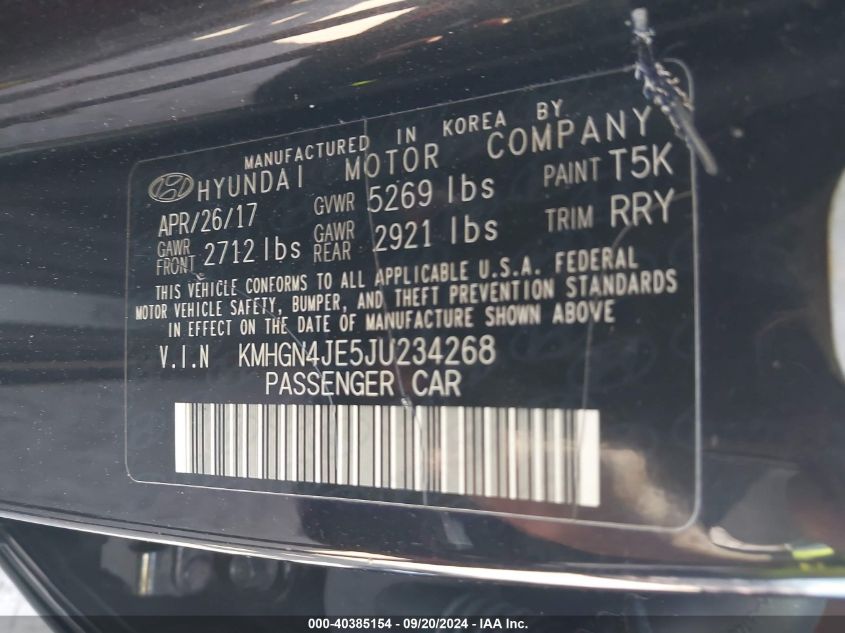 MANUFACTURED IN KOREA BY
HYUNDAI MOTOR COMPANY
APR/26/17 GVWR 5269 lbs PAINT T5K
GAWR FRONT 2712 lbs GAWR REAR 2921 lbs TRIM RRY
THIS VEHICLE CONFORMS TO ALL APPLICABLE U.S.A. FEDERAL
MOTOR VEHICLE SAFETY, BUMPER, AND THEFT PREVENTION STANDARDS
IN EFFECT ON THE DATE OF MANUFACTURE SHOWN ABOVE
V.I.N KMHGN4JE5JU234268
PASSENGER CAR
000-40385154 - 09/20/2024 - IAA Inc.